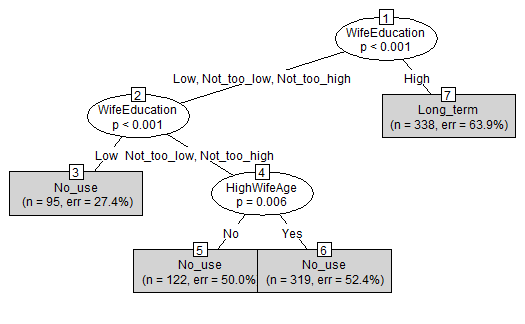 1
WifeEducation
p < 0.001
Low, Not_too_low, Not_too_high
High
2
WifeEducation
p < 0.001
7
Long_term
(n = 338, err = 63.9%)
Low
Not_too_low, Not_too_high
3
No_use
(n = 95, err = 27.4%)
4
HighWifeAge
p = 0.006
No
Yes
5
No_use
(n = 122, err = 50.0%
6
No_use
(n = 319, err = 52.4%)